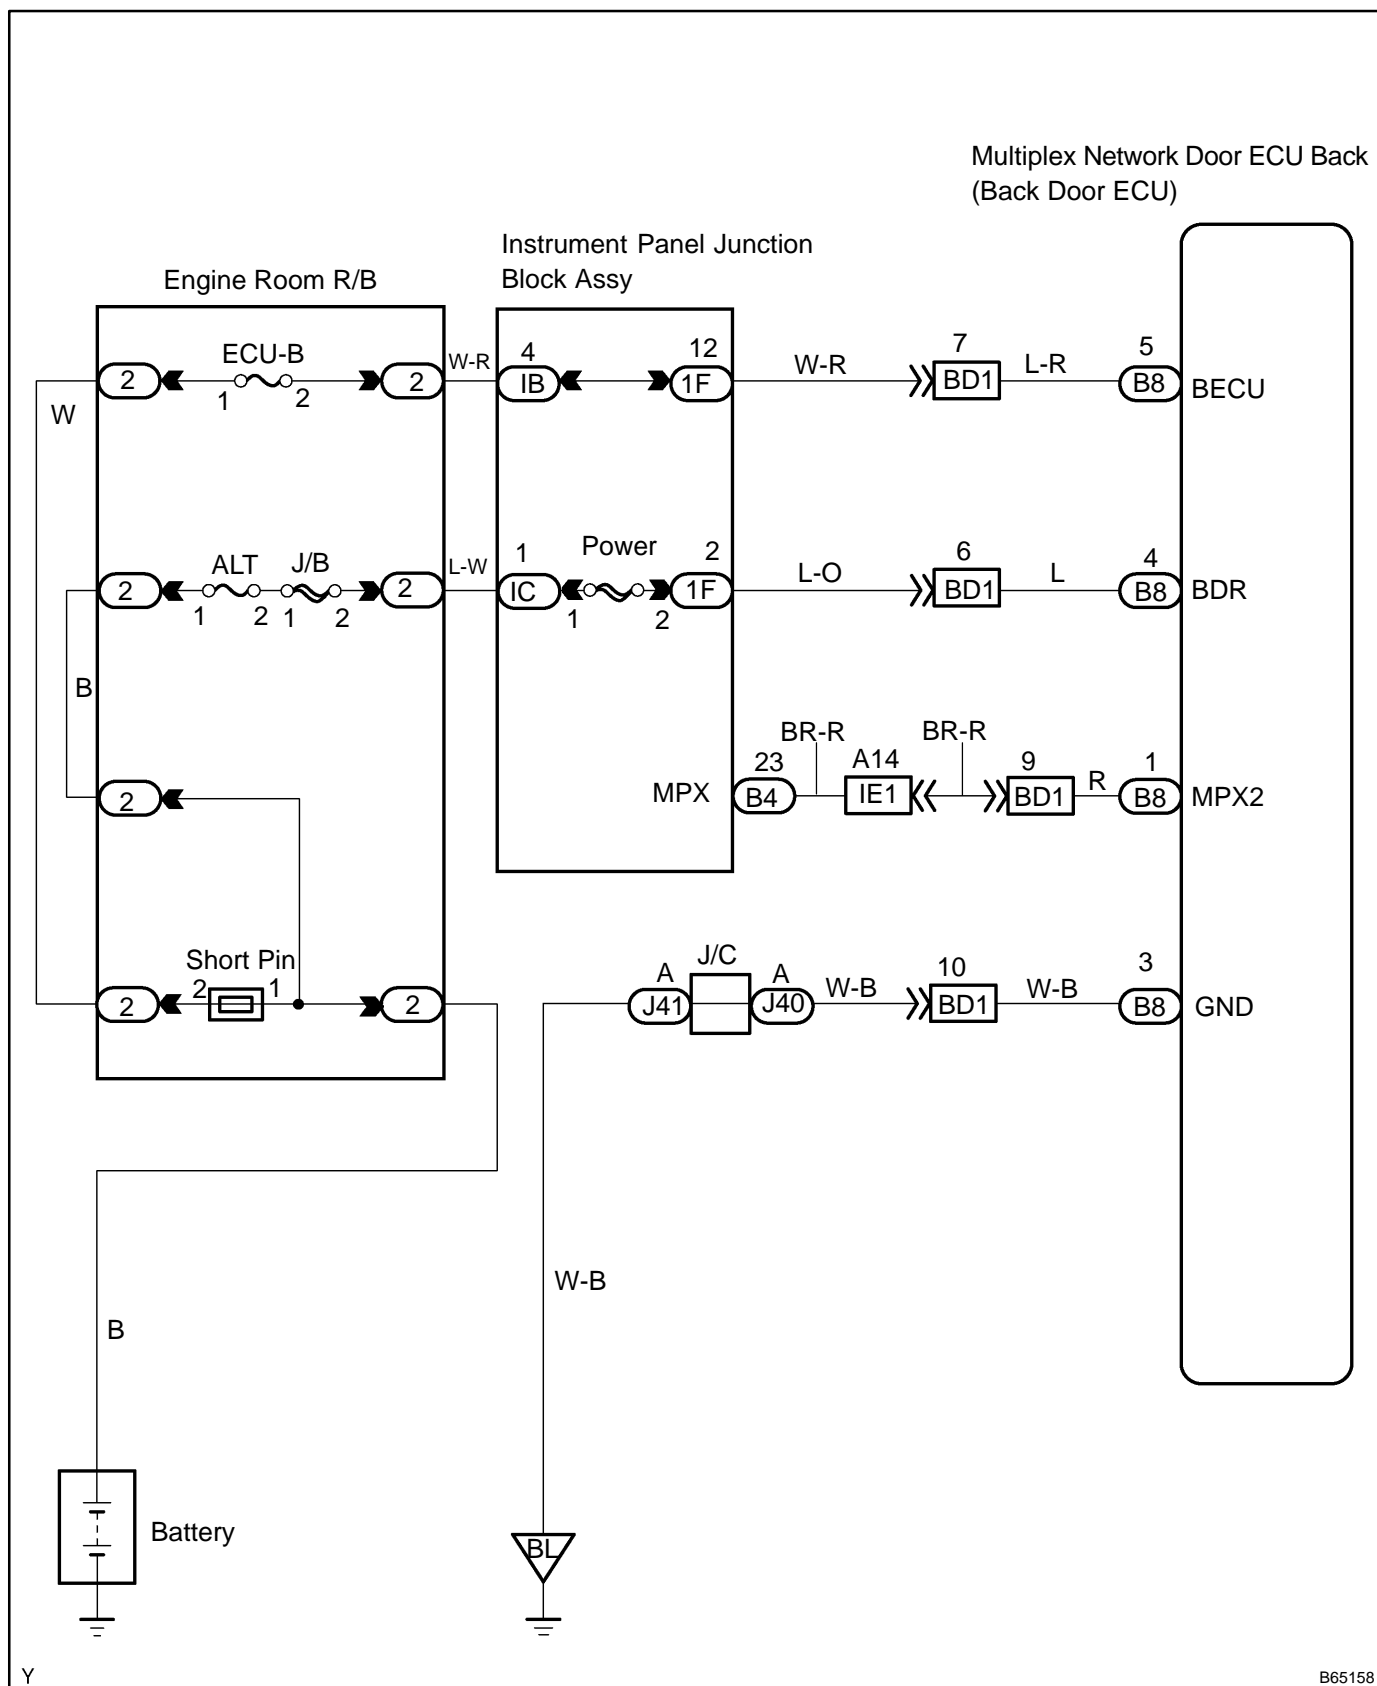 Multiplex Network Door ECU Back
(Back Door ECU)
Instrument Panel Junction
Block Assy
Engine Room R/B
ECU-B
2
1
2
2
W-R
4
IB
12
1F
W-R
7
BD1
L-R
5
B8
BECU
W
ALT
J/B
2
1
2
1
2
2
L-W
1
IC
Power
1
2
2
1F
L-O
6
BD1
L
4
B8
BDR
B
2
MPX
23
B4
BR-R
A14
IE1
BR-R
9
BD1
R
1
B8
MPX2
Short Pin
2
2
1
2
A
J41
J/C
A
J40
W-B
10
BD1
W-B
3
B8
GND
W-B
B
Battery
BL
Y
B65158